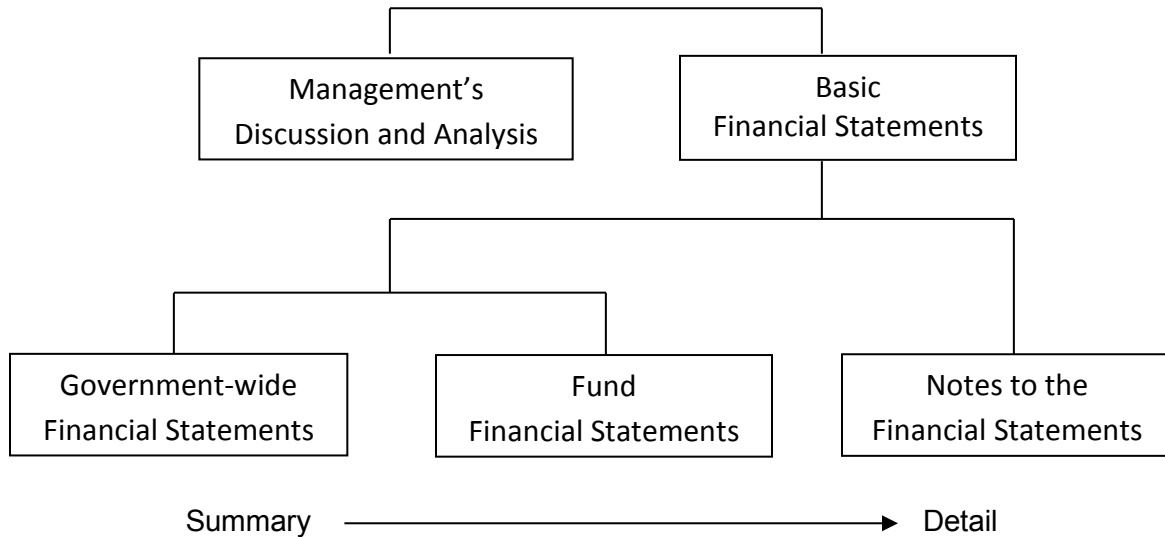 Management’s
Discussion and Analysis
Basic
Financial Statements
Government-wide
Financial Statements
Fund
Financial Statements
Notes to the
Financial Statements
Summary
Detail